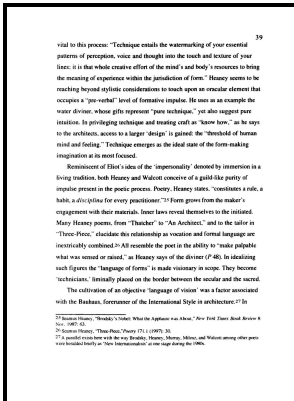 39
vital to this process: "Technique entails the watermarking of your essential
patterns of perception, voice and thought into the touch and texture of your
lines; it is that whole creative effort of the mind's and body's resources to bring
the meaning of experience within the jurisdiction of form." Heaney seems to be
reaching beyond stylistic considerations to touch upon an oracular element that
occupies a "pre-verbal" level of formative impulse. He uses as an example the
water diviner, whose gifts represent "pure technique," yet also suggest pure
intuition. In privileging technique and treating craft as "know how," as he says
to the architects, access to a larger 'design' is gained: the "threshold of human
mind and feeling." Technique emerges as the ideal state of the form-making
imagination at its most focused.
Reminiscent of Eliot's idea of the 'impersonality' denoted by immersion in a
living tradition, both Heaney and Walcott conceive of a guild-like purity of
impulse present in the poetic process. Poetry, Heaney states, "constitutes a rule, a
habit, a disciplina for every practitioner."25 Form grows from the maker's
engagement with their materials. Inner laws reveal themselves to the initiated.
Many Heaney poems, from "Thatcher" to "An Architect," and to the tailor in
"Three-Piece," elucidate this relationship as vocation and formal language are
inextricably combined.26 All resemble the poet in the ability to "make palpable
what was sensed or raised," as Heaney says of the diviner (P 48). In idealizing
such figures the "language of forms" is made visionary in scope. They become
'technicians,' liminally placed on the border between the secular and the sacred.
The cultivation of an objective 'language of vision' was a factor associated
with the Bauhaus, forerunner of the International Style in architecture.27 In
25 Seamus Heaney, "Brodsky's Nobel: What the Applause was About," New York Times Book Review 8
Nov. 1987: 63.
26 Seamus Heaney, "Three-Piece," Poetry 171.1 (1997): 30.
27 A parallel exists here with the way Brodsky, Heaney, Murray, Milosz, and Walcott among other poets
were heralded briefly as 'New Internationalists' at one stage during the 1980s.